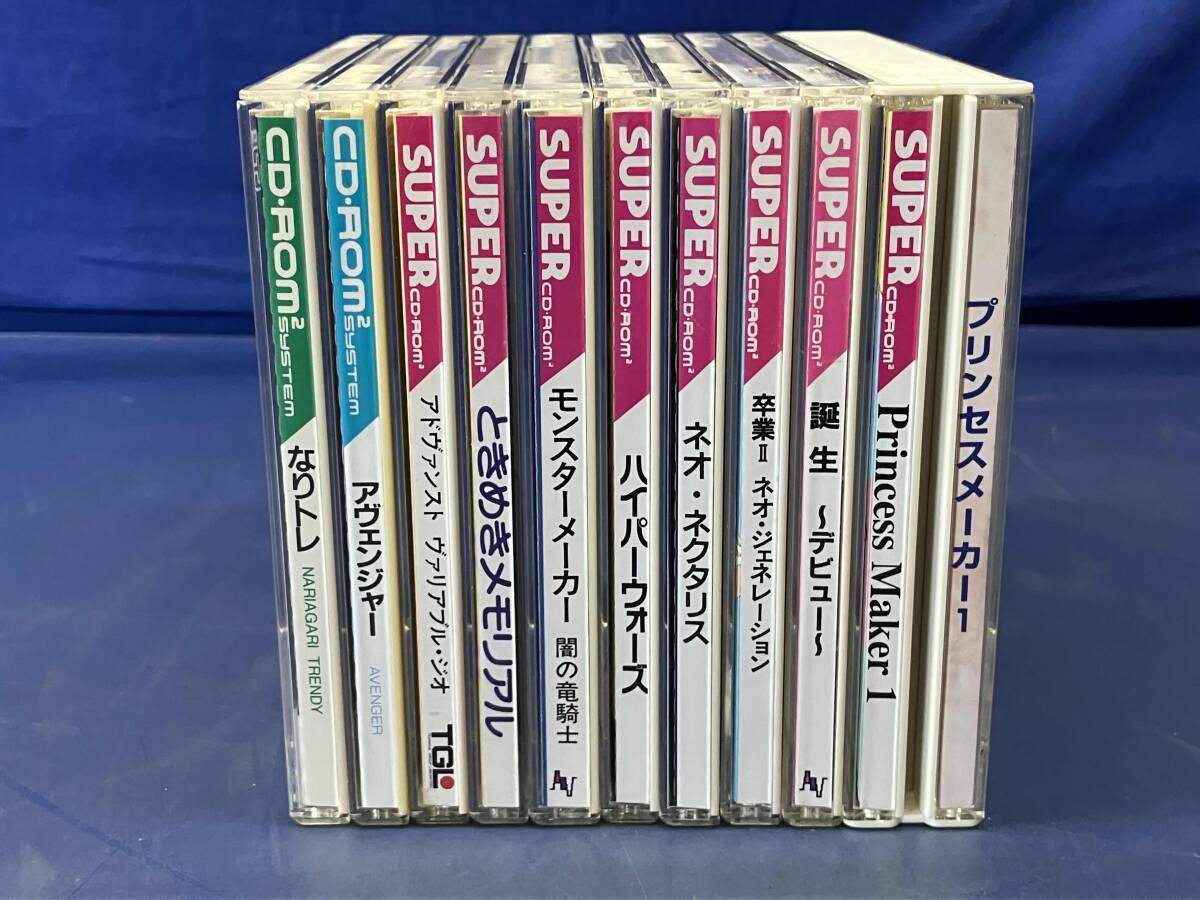 CD·ROM² SYSTEM
なりトレ NARIAGARI TRENDY
CD·ROM² SYSTEM
アヴェンジャー AVENGER
SUPER CD·ROM²
アドヴァンスト ヴァリアブル・ジオ
TGL
SUPER CD·ROM²
ときめきメモリアル
SUPER CD·ROM²
モンスターメーカー 闇の竜騎士
SUPER CD·ROM²
ハイパーウォーズ
SUPER CD·ROM²
ネオ・ネクタリス
SUPER CD·ROM²
卒業Ⅱ ネオ・ジェネレーション
SUPER CD·ROM²
誕生 〜デビュー〜
SUPER CD·ROM²
Princess Maker 1
プリンセスメーカー1